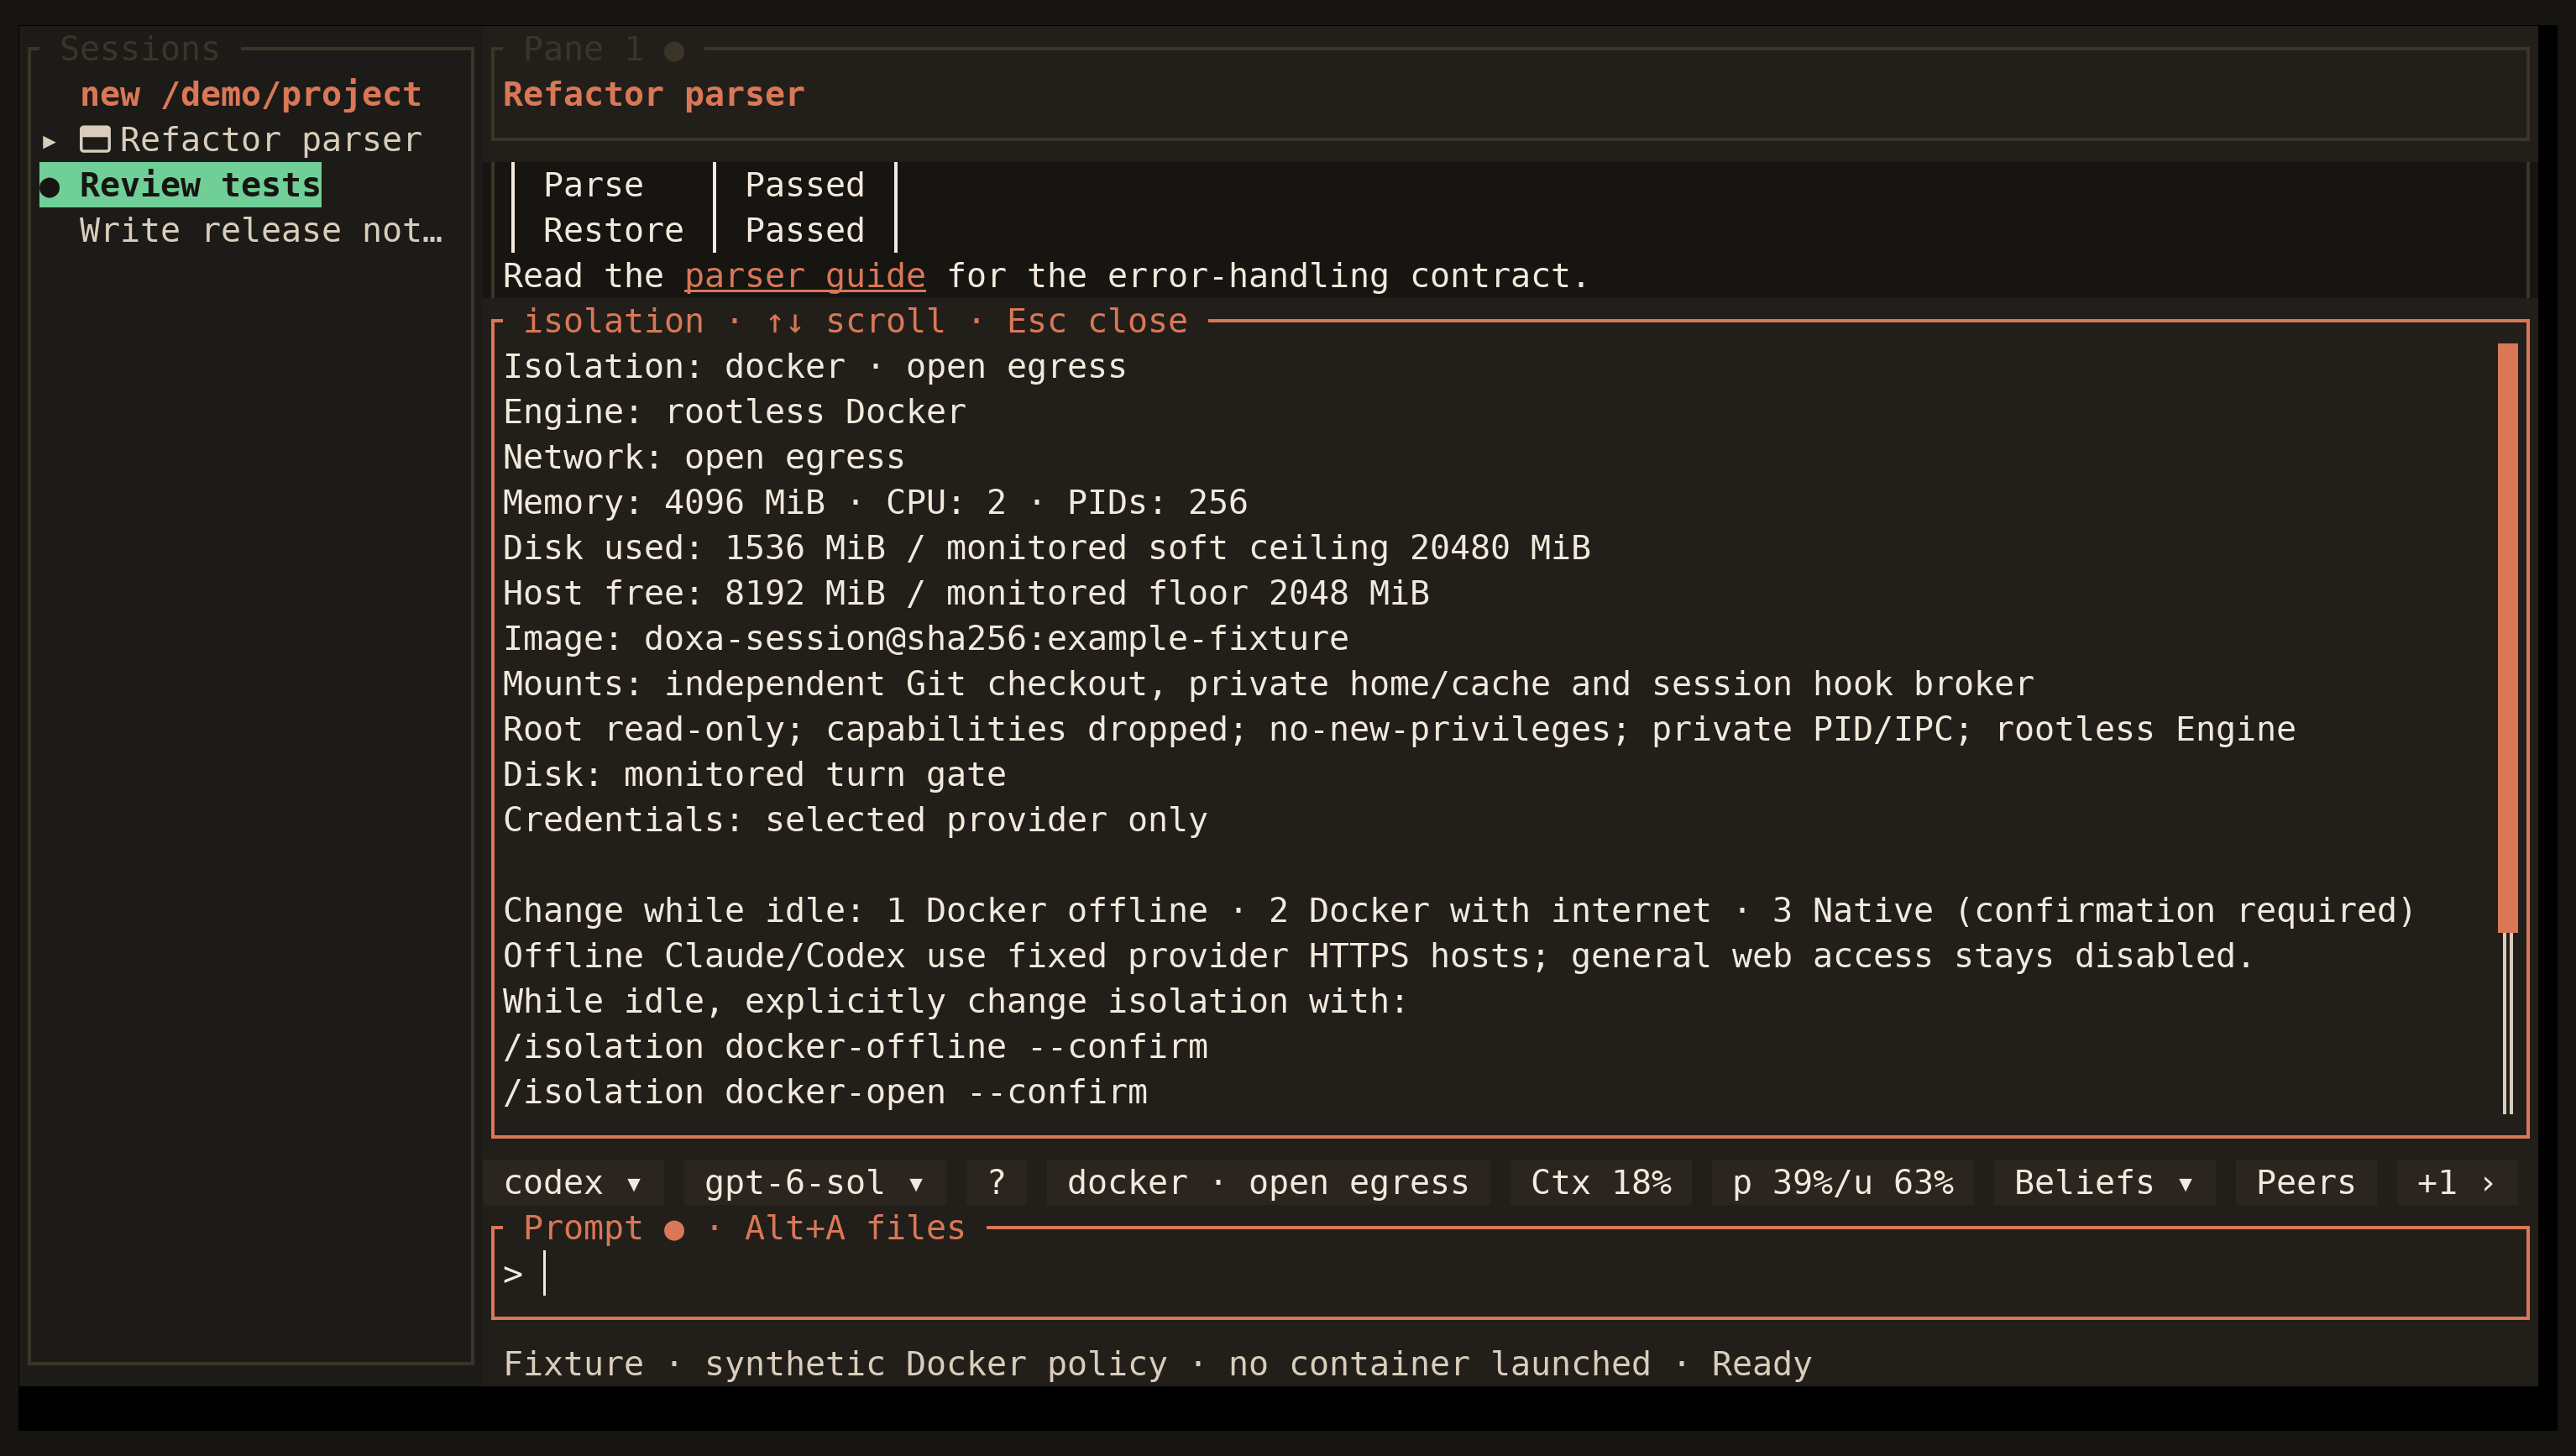 Sessions
new /demo/project
▸ Refactor parser
● Review tests
Write release not…
Pane 1 ●
Refactor parser
│ Parse │ Passed │
│ Restore │ Passed │
Read the parser guide for the error-handling contract.
isolation · ↑↓ scroll · Esc close
Isolation: docker · open egress
Engine: rootless Docker
Network: open egress
Memory: 4096 MiB · CPU: 2 · PIDs: 256
Disk used: 1536 MiB / monitored soft ceiling 20480 MiB
Host free: 8192 MiB / monitored floor 2048 MiB
Image: doxa-session@sha256:example-fixture
Mounts: independent Git checkout, private home/cache and session hook broker
Root read-only; capabilities dropped; no-new-privileges; private PID/IPC; rootless Engine
Disk: monitored turn gate
Credentials: selected provider only
Change while idle: 1 Docker offline · 2 Docker with internet · 3 Native (confirmation required)
Offline Claude/Codex use fixed provider HTTPS hosts; general web access stays disabled.
While idle, explicitly change isolation with:
/isolation docker-offline --confirm
/isolation docker-open --confirm
codex ▾ gpt-6-sol ▾ ? docker · open egress Ctx 18% p 39%/u 63% Beliefs ▾ Peers +1 ›
Prompt ● · Alt+A files
>
Fixture · synthetic Docker policy · no container launched · Ready